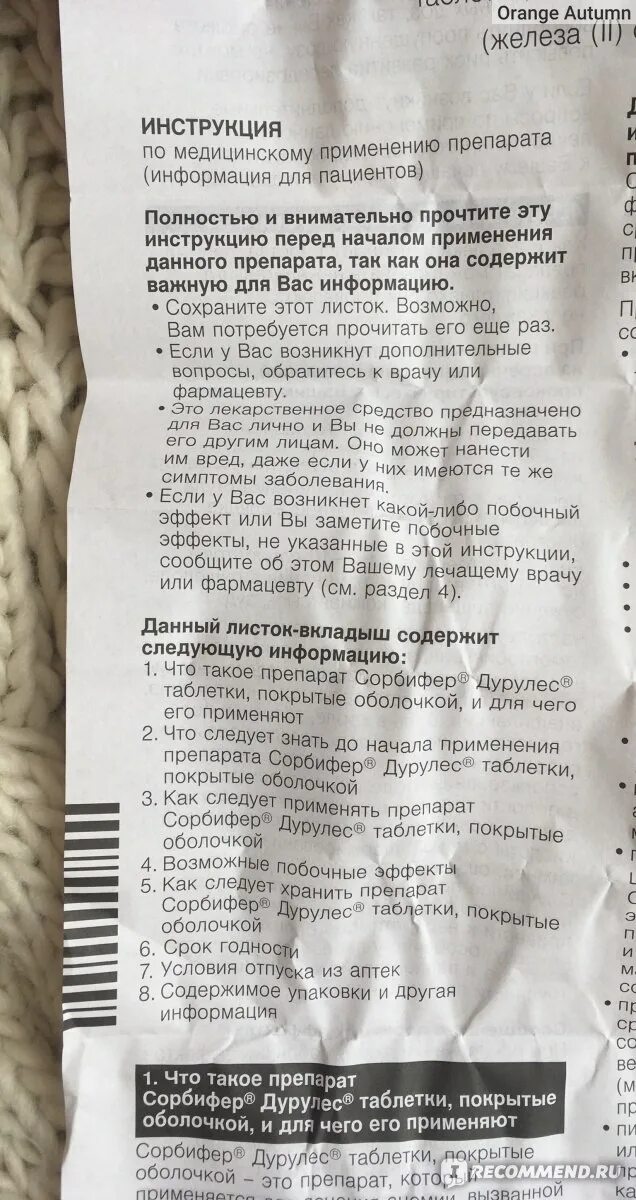 Orange Autumn
(железа (II)
ИНСТРУКЦИЯ
по медицинскому применению препарата
(информация для пациентов)
Полностью и внимательно прочтите эту
инструкцию перед началом применения
данного препарата, так как она содержит
важную для Вас информацию.
• Сохраните этот листок. Возможно,
Вам потребуется прочитать его еще раз.
• Если у Вас возникнут дополнительные
вопросы, обратитесь к врачу или
фармацевту.
• Это лекарственное средство предназначено
для Вас лично и Вы не должны передавать
его другим лицам. Оно может нанести
им вред, даже если у них имеются те же
симптомы заболевания.
• Если у Вас возникнет какой-либо побочный
эффект или Вы заметите побочные
эффекты, не указанные в этой инструкции,
сообщите об этом Вашему лечащему врачу
или фармацевту (см. раздел 4).
Данный листок-вкладыш содержит
следующую информацию:
1. Что такое препарат Сорбифер® Дурулес®
таблетки, покрытые оболочкой, и для чего
его применяют
2. Что следует знать до начала применения
препарата Сорбифер® Дурулес® таблетки,
покрытые оболочкой
3. Как следует применять препарат
Сорбифер® Дурулес® таблетки, покрытые
оболочкой
4. Возможные побочные эффекты
5. Как следует хранить препарат
Сорбифер® Дурулес® таблетки, покрытые
оболочкой
6. Срок годности
7. Условия отпуска из аптек
8. Содержимое упаковки и другая
информация
1. Что такое препарат
Сорбифер® Дурулес® таблетки, покрытые
оболочкой, и для чего его применяют
Сорбифер® Дурулес® таблетки, покрытые
оболочкой – это препарат, который
применяется для лечения анемии, вызванной
IRECOMMEND.RU